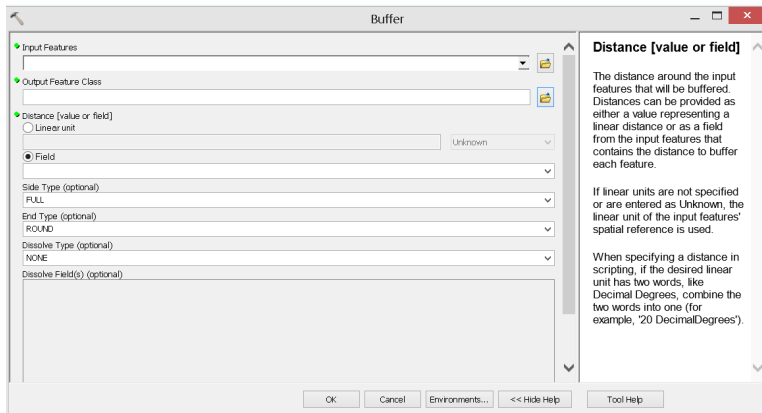 Buffer
Input Features
Output Feature Class
Distance [value or field]
Linear unit
Unknown
Field
Side Type (optional)
FULL
End Type (optional)
ROUND
Dissolve Type (optional)
NONE
Dissolve Field(s) (optional)
OK
Cancel
Environments...
<< Hide Help
Tool Help
Distance [value or field]
The distance around the input
features that will be buffered.
Distances can be provided as
either a value representing a
linear distance or as a field
from the input features that
contains the distance to buffer
each feature.
If linear units are not specified
or are entered as Unknown, the
linear unit of the input features'
spatial reference is used.
When specifying a distance in
scripting, if the desired linear
unit has two words, like
Decimal Degrees, combine the
two words into one (for
example, '20 DecimalDegrees').